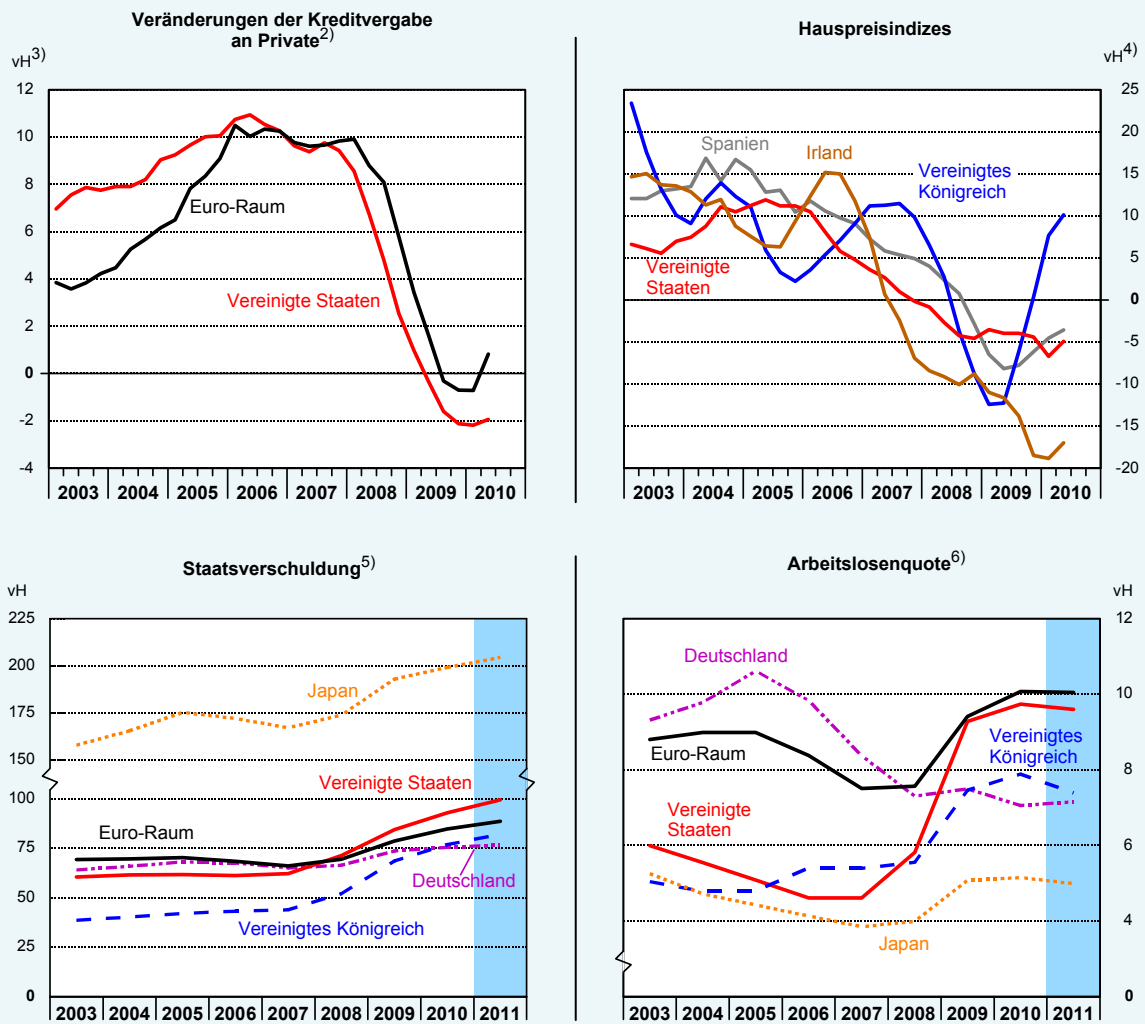 Veränderungen der Kreditvergabe
an Private2)
vH3)
12
10
8
6
4
2
0
-2
-4
Euro-Raum
Vereinigte Staaten
2003 2004 2005 2006 2007 2008 2009 2010
Hauspreisindizes
vH4)
25
20
15
10
5
0
-5
-10
-15
-20
Spanien
Irland
Vereinigtes
Königreich
Vereinigte
Staaten
2003 2004 2005 2006 2007 2008 2009 2010
Staatsverschuldung5)
vH
225
200
175
150
100
75
50
25
0
Japan
Vereinigte Staaten
Euro-Raum
Deutschland
Vereinigtes Königreich
2003 2004 2005 2006 2007 2008 2009 2010 2011
Arbeitslosenquote6)
vH
12
10
8
6
4
0
Deutschland
Euro-Raum
Vereinigtes
Königreich
Vereinigte
Staaten
Japan
2003 2004 2005 2006 2007 2008 2009 2010 2011